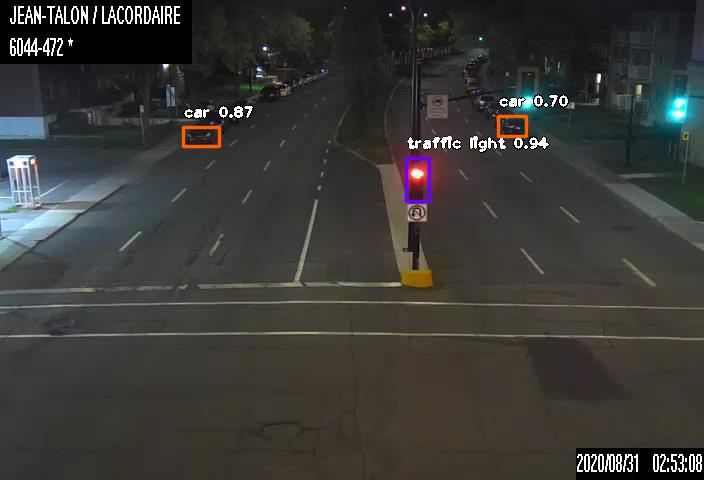 JEAN-TALON / LACORDAIRE
6044-472 *
car 0.87
car 0.70
traffic light 0.94
2020/08/31 02:53:08